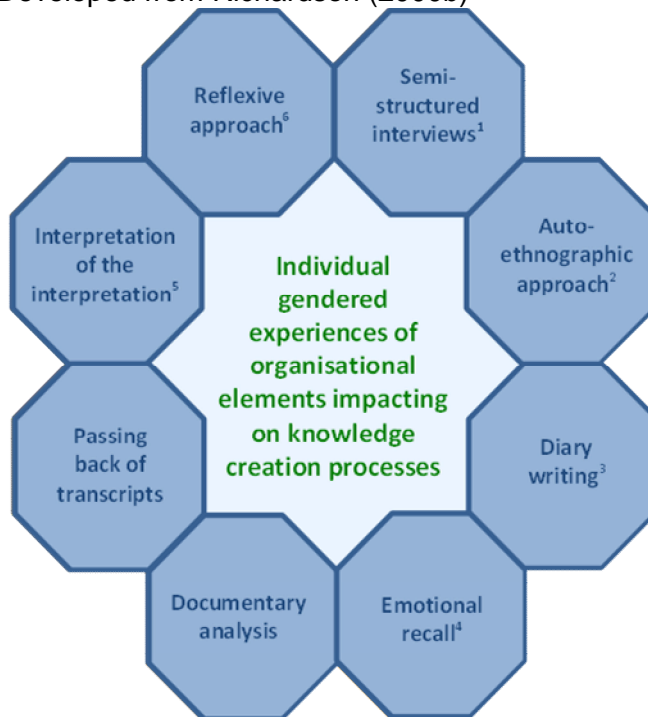 Developed from Richardson (2000b)
Reflexive
approach⁶
Semi-
structured
interviews¹
Auto-
ethnographic
approach²
Diary
writing³
Emotional
recall⁴
Documentary
analysis
Passing
back of
transcripts
Interpretation
of the
interpretation⁵
Individual
gendered
experiences of
organisational
elements impacting
on knowledge
creation processes